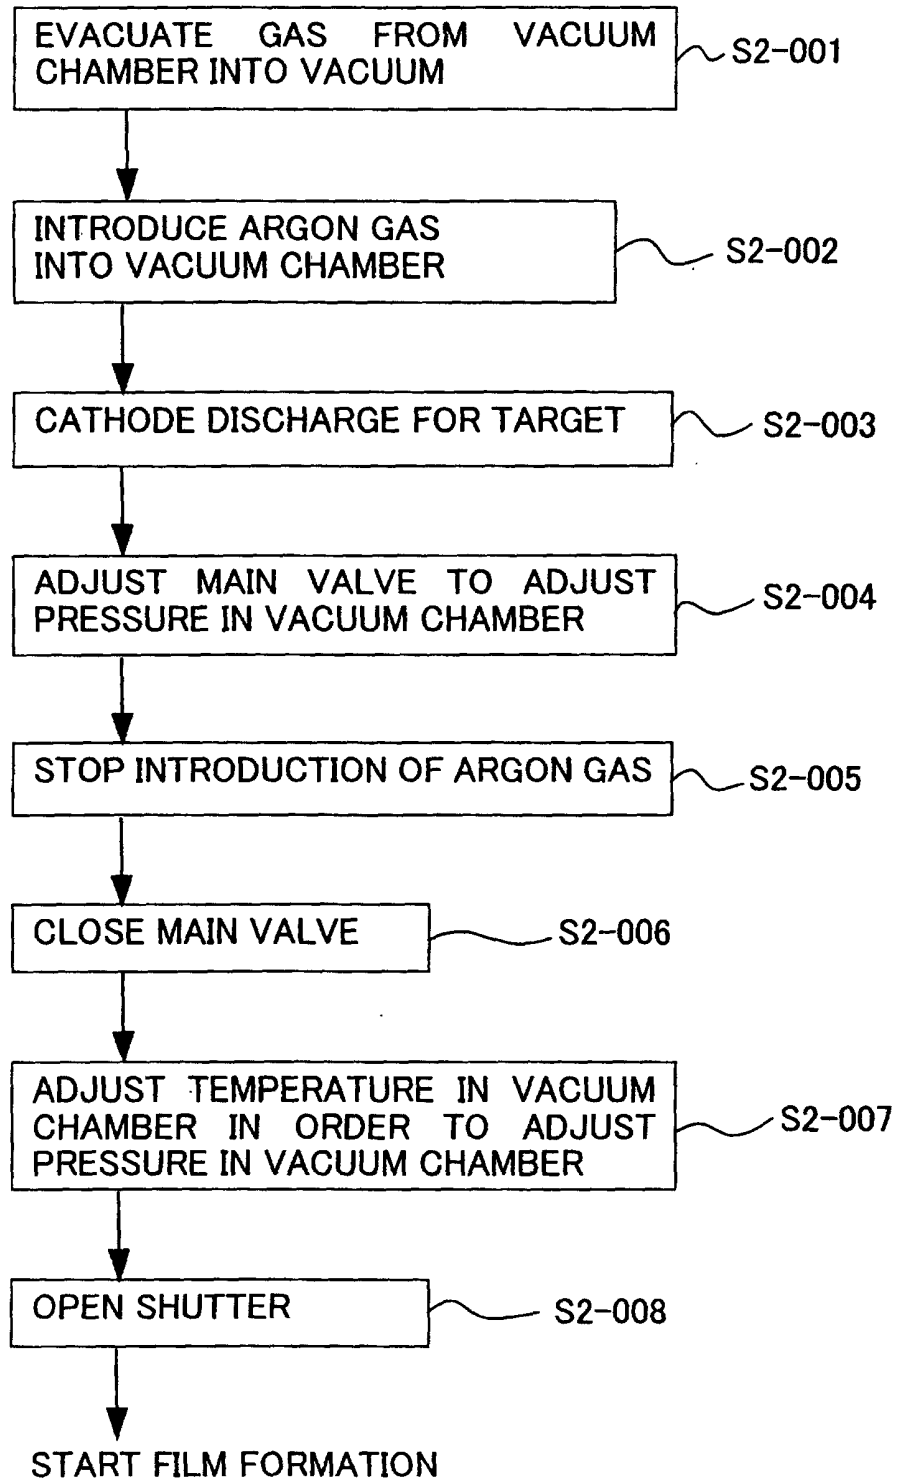 EVACUATE GAS FROM VACUUM
CHAMBER INTO VACUUM
S2-001
INTRODUCE ARGON GAS
INTO VACUUM CHAMBER
S2-002
CATHODE DISCHARGE FOR TARGET
S2-003
ADJUST MAIN VALVE TO ADJUST
PRESSURE IN VACUUM CHAMBER
S2-004
STOP INTRODUCTION OF ARGON GAS
S2-005
CLOSE MAIN VALVE
S2-006
ADJUST TEMPERATURE IN VACUUM
CHAMBER IN ORDER TO ADJUST
PRESSURE IN VACUUM CHAMBER
S2-007
OPEN SHUTTER
S2-008
START FILM FORMATION